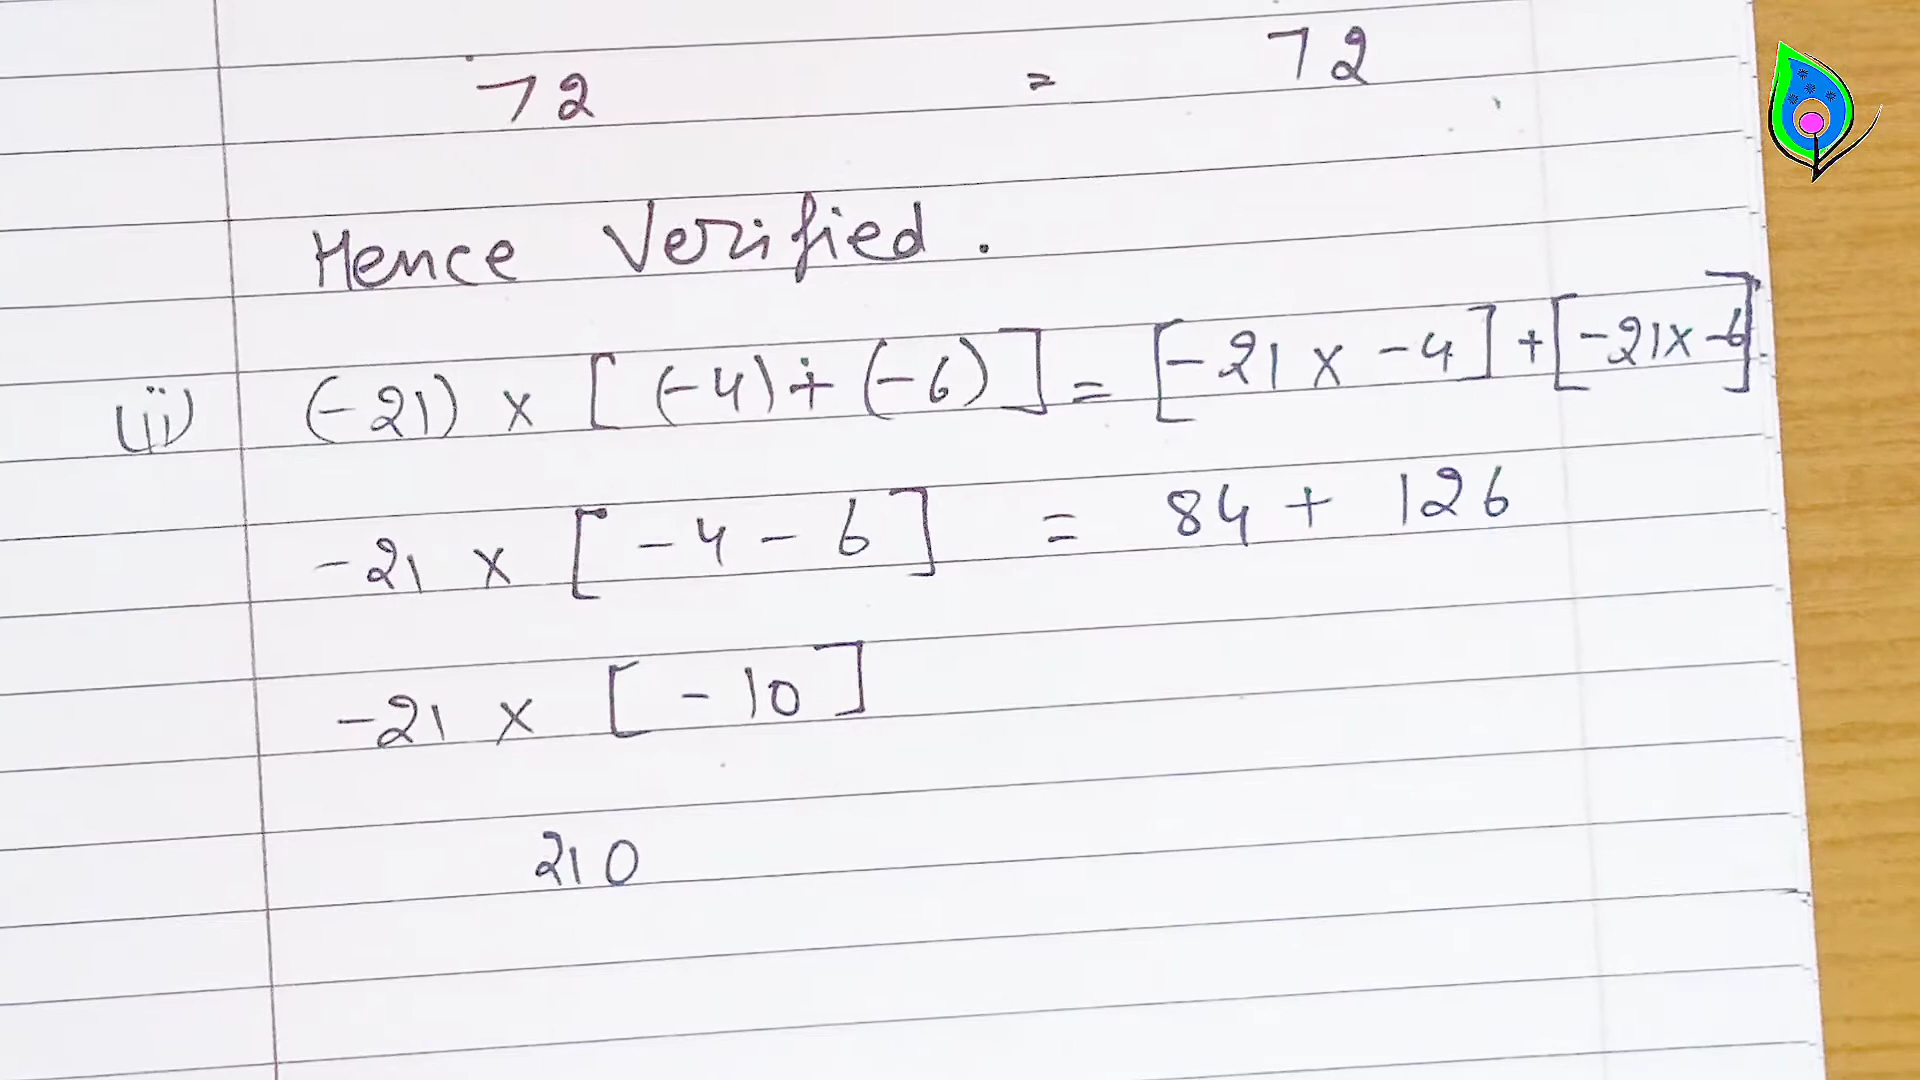 72 = 72
Hence Verified.
(ii) (-21) × [(-4) + (-6)] = [-21 × -4] + [-21 × -6]
-21 × [-4 - 6] = 84 + 126
-21 × [-10]
210